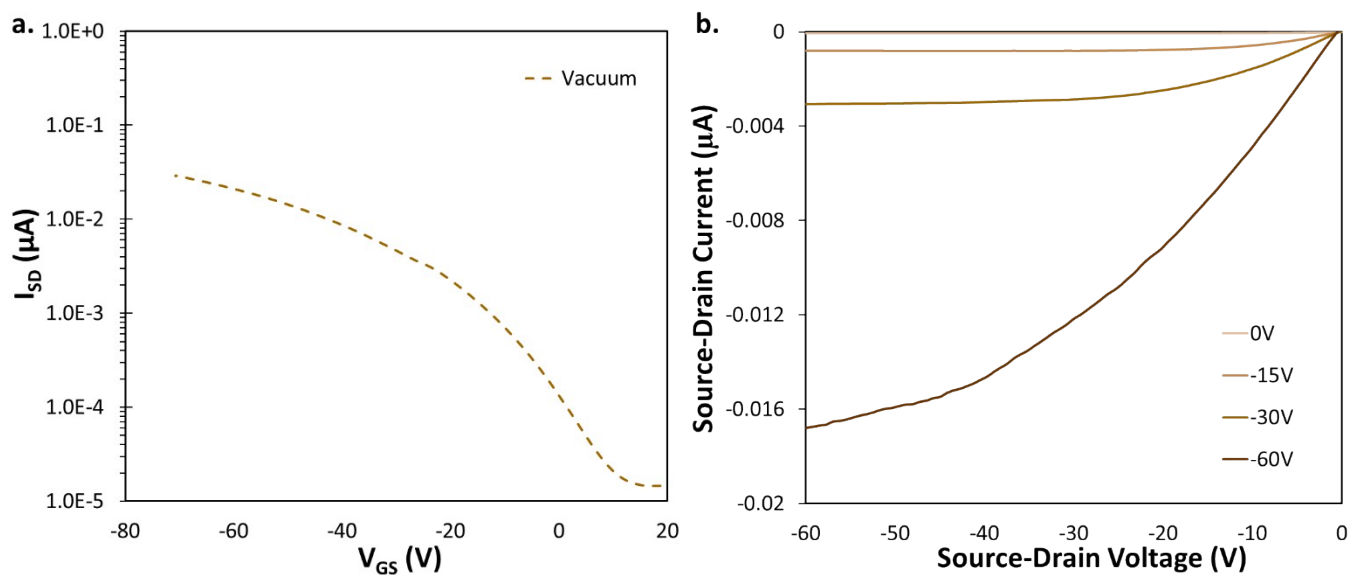 a.
1.0E+0
1.0E-1
1.0E-2
1.0E-3
1.0E-4
1.0E-5
I_SD (µA)
Vacuum
-80
-60
-40
-20
0
20
V_GS (V)
b.
0
-0.004
-0.008
-0.012
-0.016
-0.02
Source-Drain Current (µA)
0V
-15V
-30V
-60V
-60
-50
-40
-30
-20
-10
0
Source-Drain Voltage (V)